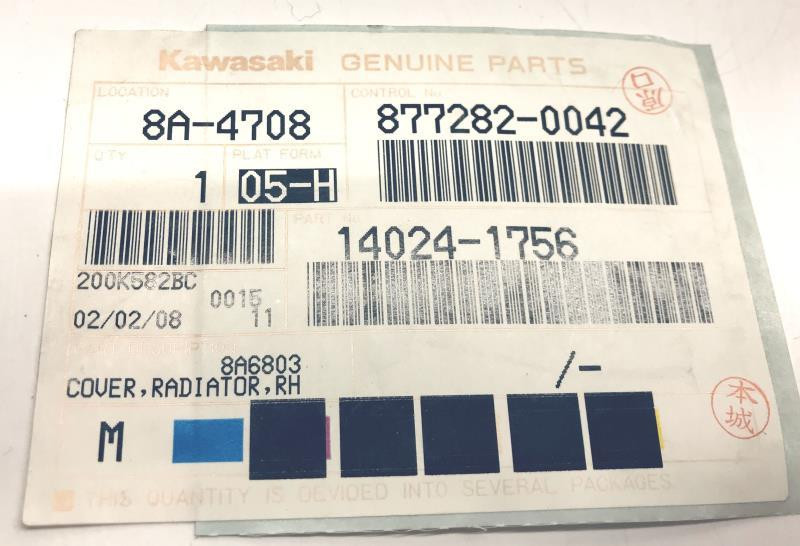 Kawasaki GENUINE PARTS
LOCATION
8A-4708
CONTROL No.
877282-0042
原口
QTY
1
PLAT FORM
05-H
PART No.
14024-1756
200K582BC
0015
02/02/08
11
8A6803
COVER,RADIATOR,RH
/-
本城
M
THIS QUANTITY IS DEVIDED INTO SEVERAL PACKAGES